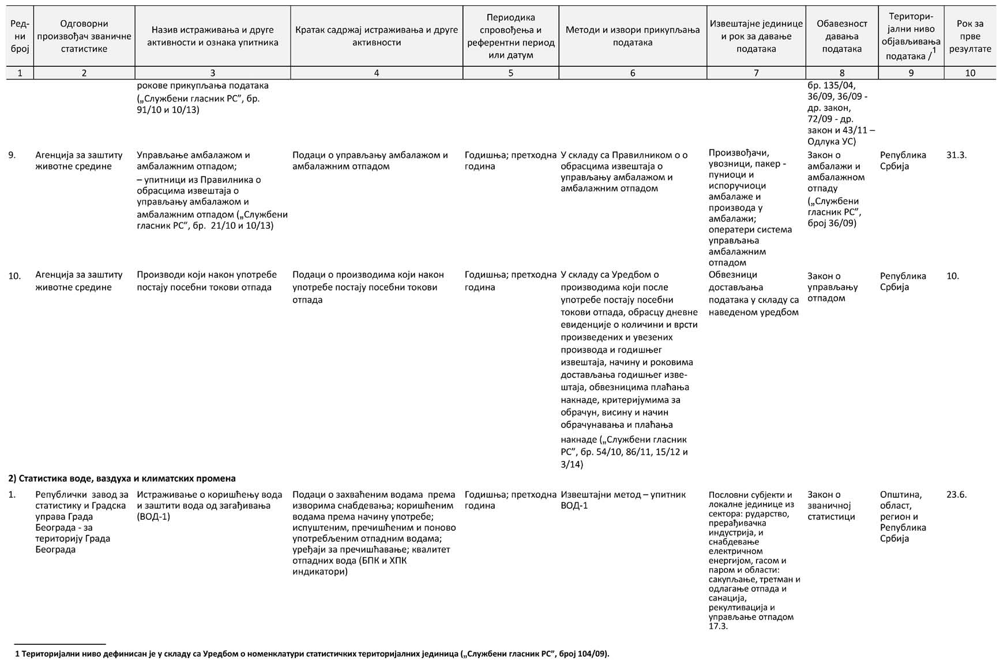 Ред-
ни
број
Одговорни
произвођач званичне
статистике
Назив истраживања и друге
активности и ознака упитника
Кратак садржај истраживања и друге
активности
Периодика
спровођења и
референтни период
или датум
Методи и извори прикупљања
података
Извештајне јединице
и рок за давање
података
Обавезност
давања
података
Територи-
јални ниво
објављивања
података /1
Рок за
прве
резултате
1 2 3 4 5 6 7 8 9 10
рокове прикупљања података
(„Службени гласник РС”, бр.
91/10 и 10/13)
бр. 135/04,
36/09, 36/09 -
др. закон,
72/09 - др.
закон и 43/11 –
Одлука УС)
9.
Агенција за заштиту
животне средине
Управљање амбалажом и
амбалажним отпадом;
– упитници из Правилника о
обрасцима извештаја о
управљању амбалажом и
амбалажним отпадом („Службени
гласник РС”, бр.  21/10 и 10/13)
Подаци о управљању амбалажом и
амбалажним отпадом
Годишња; претходна
година
У складу са Правилником о о
обрасцима извештаја о
управљању амбалажом и
амбалажним отпадом
Произвођачи,
увозници, пакер -
пуниоци и
испоручиоци
амбалаже и
производа у
амбалажи;
оператери система
управљања
амбалажним
отпадом
Закон о
амбалажи и
амбалажном
отпаду
(„Службени
гласник РС”,
број 36/09)
Република
Србија
31.3.
10.
Агенција за заштиту
животне средине
Производи који након употребе
постају посебни токови отпада
Подаци о производима који након
употребе постају посебни токови
отпада
Годишња; претходна
година
У складу са Уредбом о
производима који после
употребе постају посебни
токови отпада, обрасцу дневне
евиденције о количини и врсти
произведених и увезених
производа и годишњег
извештаја, начину и роковима
достављања годишњег изве-
штаја, обвезницима плаћања
накнаде, критеријумима за
обрачун, висину и начин
обрачунавања и плаћања
накнаде („Службени гласник
РС”, бр. 54/10, 86/11, 15/12 и
3/14)
Обвезници
достављања
података у складу са
наведеном уредбом
Закон о
управљању
отпадом
Република
Србија
10.
2) Статистика воде, ваздуха и климатских промена
1.
Републички  завод за
статистику и Градска
управа Града
Београда - за
територију Града
Београда
Истраживање о коришћењу вода
и заштити вода од загађивања
(ВОД-1)
Подаци о захваћеним водама  према
изворима снабдевања; коришћеним
водама према начину употребе;
испуштеним, пречишћеним и поново
употребљеним отпадним водама;
уређаји за пречишћавање; квалитет
отпадних вода (БПК и ХПК
индикатори)
Годишња; претходна
година
Извештајни метод – упитник
ВОД-1
Пословни субјекти и
локалне јединице из
сектора: рударство,
прерађивачка
индустрија, и
снабдевање
електричном
енергијом, гасом и
паром и области:
сакупљање, третман и
одлагање отпада и
санација,
рекултивација и
управљање отпадом
17.3.
Закон о
званичној
статистици
Општина,
област,
регион и
Република
Србија
23.6.
1 Територијални ниво дефинисан је у складу са Уредбом о номенклатури статистичких територијалних јединица („Службени гласник РС”, број 104/09).